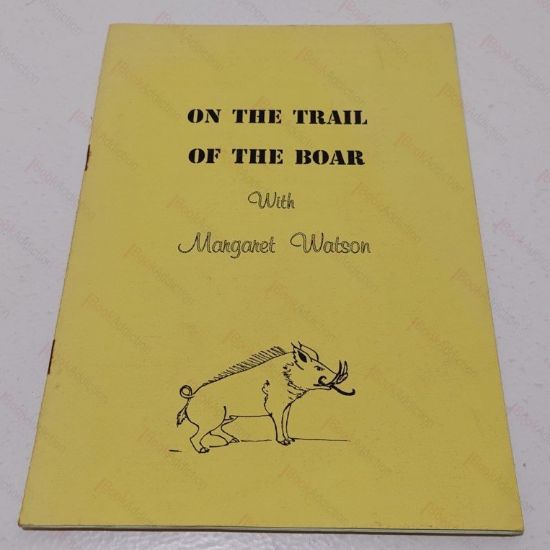 ON THE TRAIL
OF THE BOAR
With
Margaret Watson